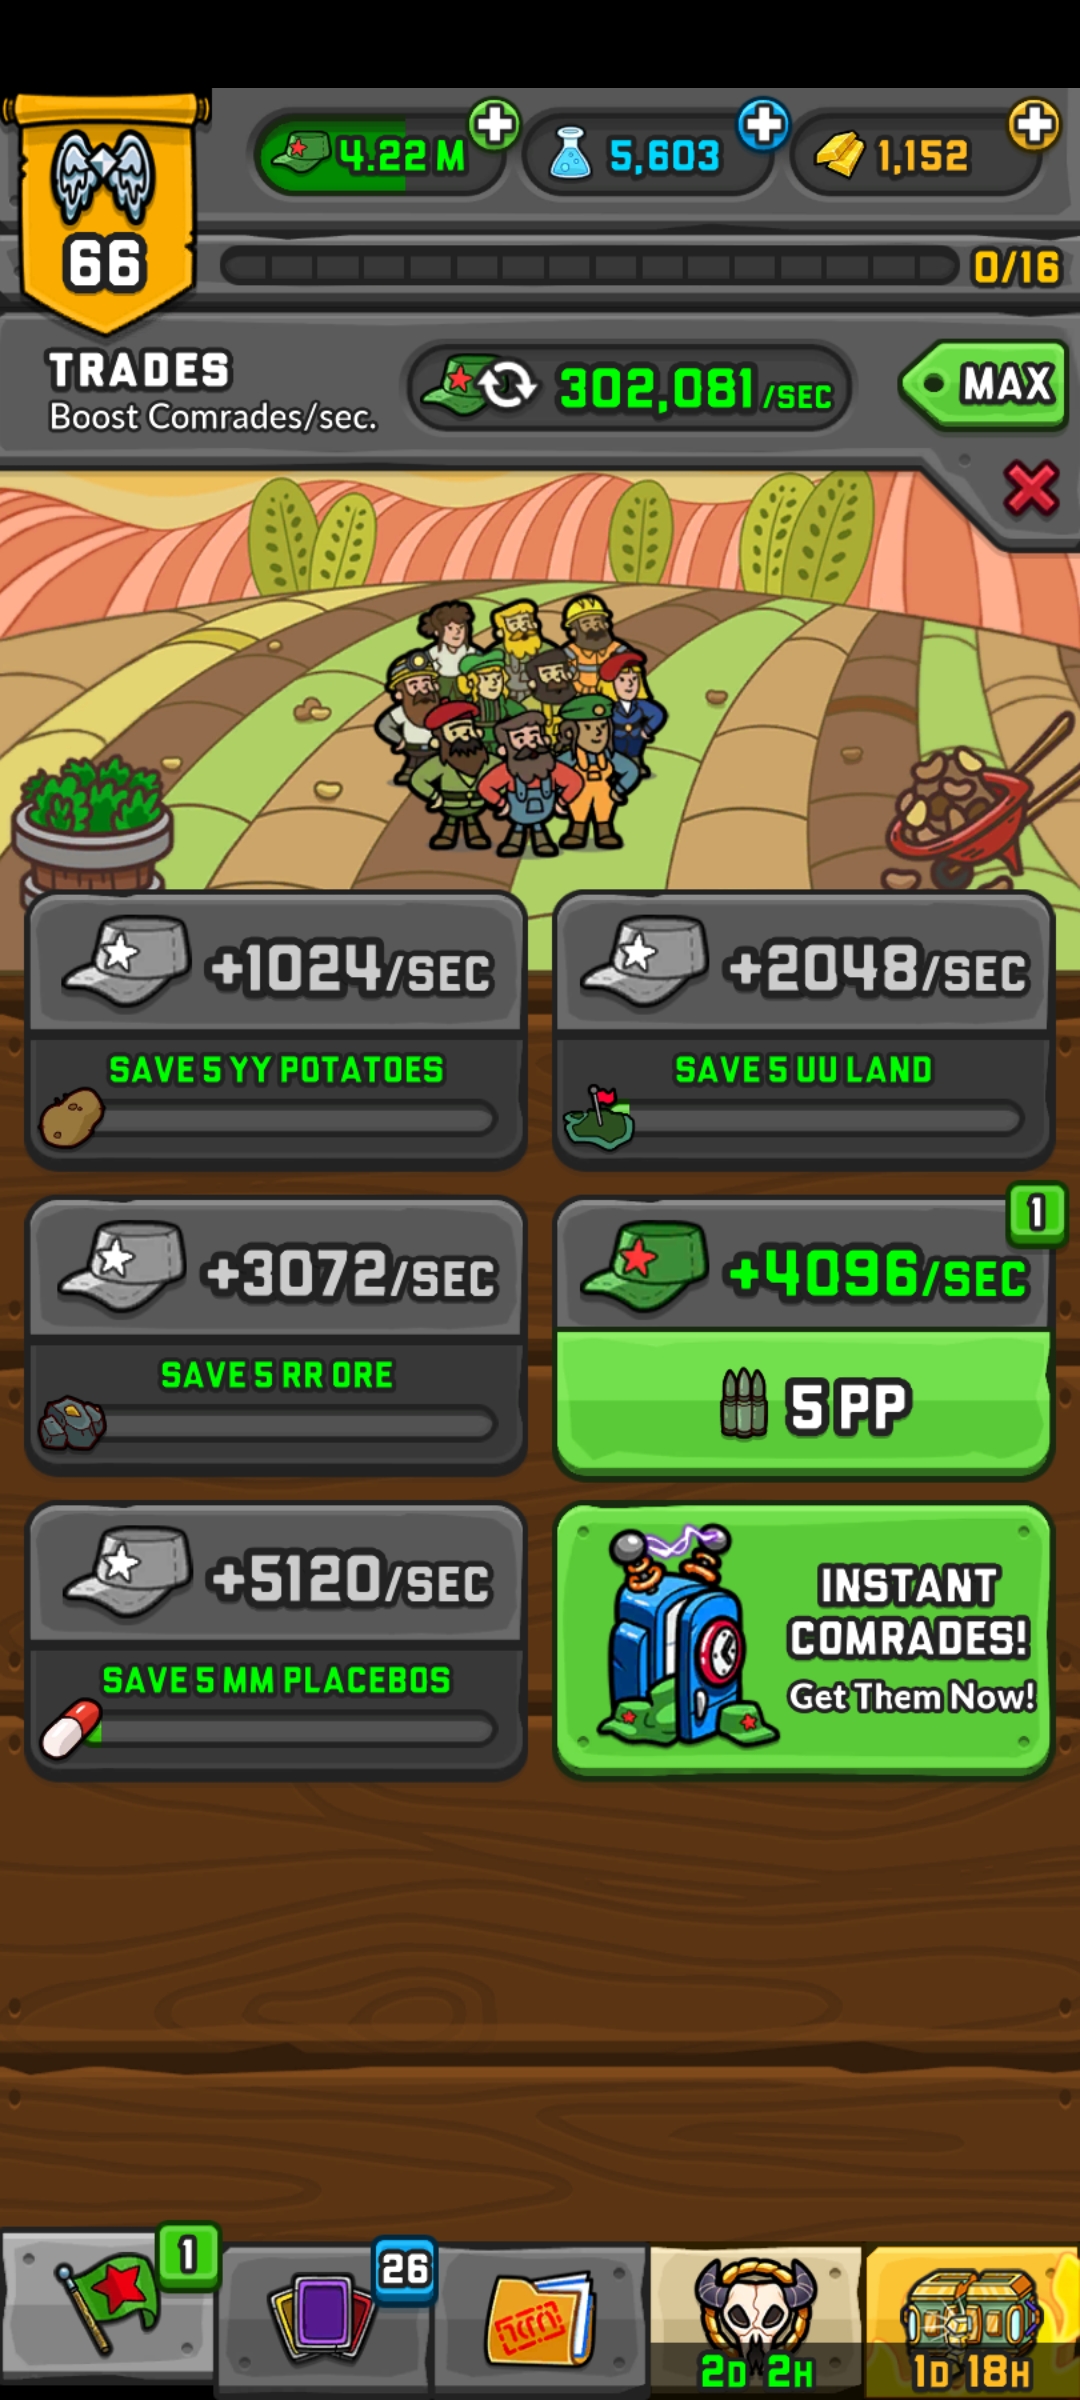 4.22 M
5,603
1,152
66
0/16
TRADES
Boost Comrades/sec.
302,081/SEC
MAX
+1024/SEC
SAVE 5 YY POTATOES
+2048/SEC
SAVE 5 UU LAND
+3072/SEC
SAVE 5 RR ORE
1
+4096/SEC
5 PP
+5120/SEC
SAVE 5 MM PLACEBOS
INSTANT
COMRADES!
Get Them Now!
1
26
2D 2H
1D 18H